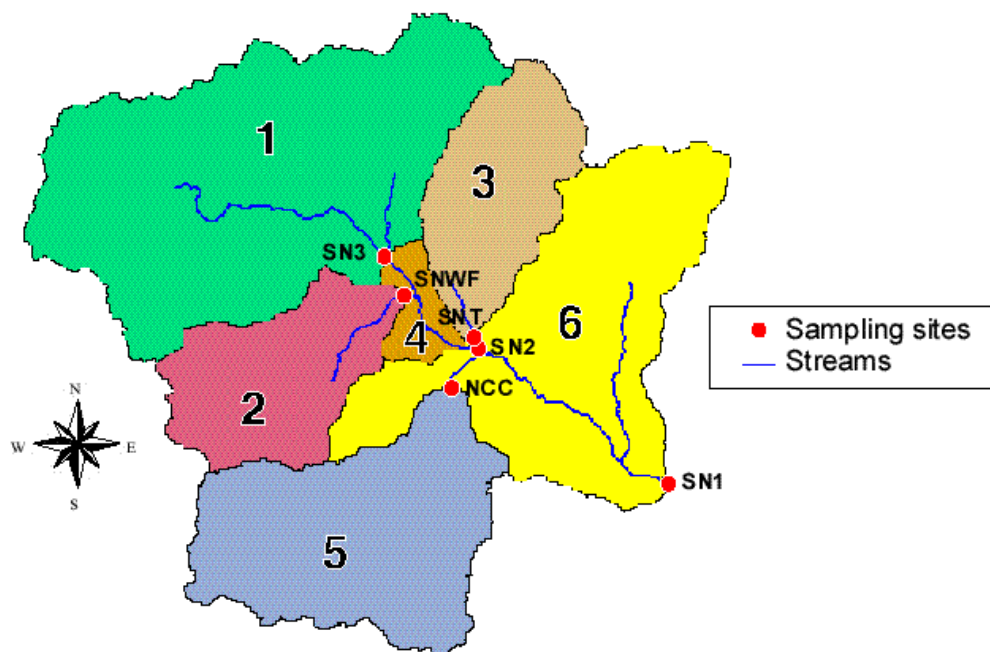 1
3
SN3
SNWF
SNT
6
4
SN2
Sampling sites
Streams
NCC
2
N
W
E
S
SN1
5